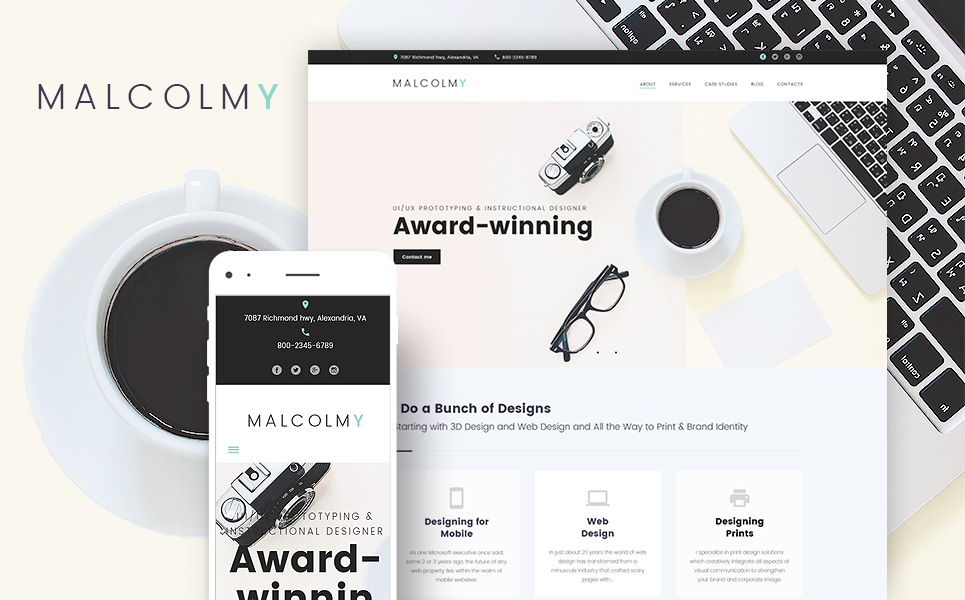 MALCOLMY
7087 Richmond hwy, Alexandria, VA 800-2345-6789
MALCOLMY
ABOUT SERVICES CASE STUDIES BLOG CONTACTS
UI/UX PROTOTYPING & INSTRUCTIONAL DESIGNER
Award-winning
Contact me
Do a Bunch of Designs
Starting with 3D Design and Web Design and All the Way to Print & Brand Identity
Designing for
Mobile
As one Microsoft executive once said,
some 2 or 3 years ago, the future of any
web property lies within the realm of
mobile websites.
Web
Design
In just about 20 years the world of web
design has transformed from a
minuscule industry that crafted scary
pages with...
Designing
Prints
I specialize in print design solutions
which creatively integrate all aspects of
visual communication to strengthen
your brand and corporate image.
7087 Richmond hwy, Alexandria, VA
800-2345-6789
MALCOLMY
UI/UX PROTOTYPING &
INSTRUCTIONAL DESIGNER
Award-
winnin